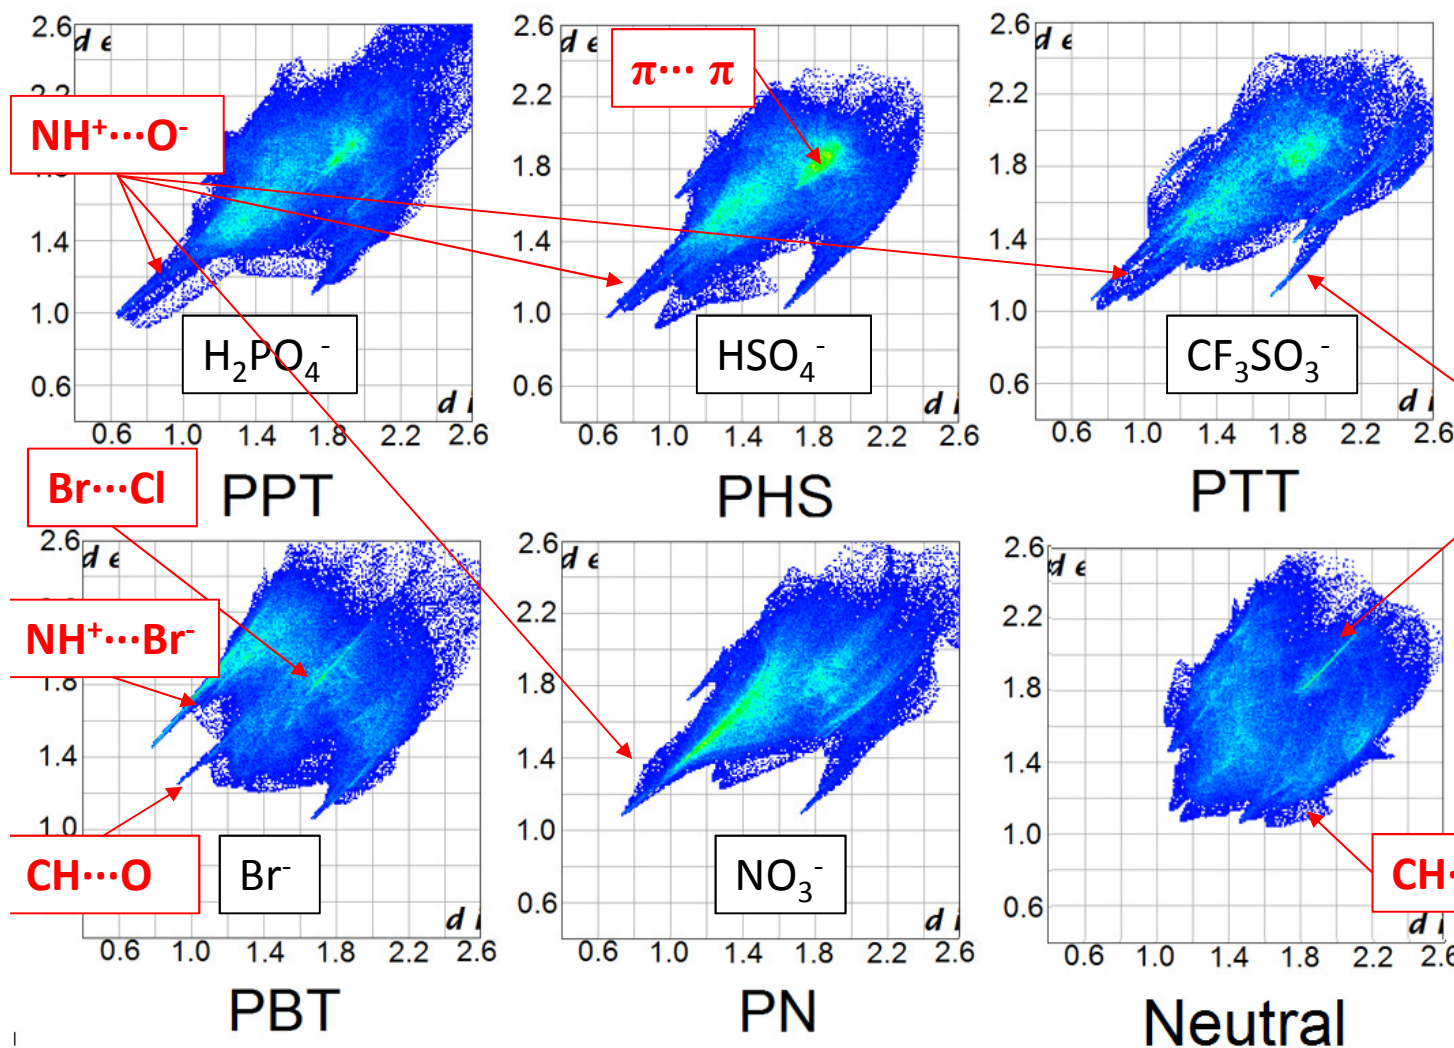 2.6 d e 2.6 d e 2.6 d e
π··· π
2.2 2.2 2.2
NH⁺···O⁻
1.8 1.8
1.4 1.4 1.4
1.0 1.0 1.0
H₂PO₄⁻ HSO₄⁻ CF₃SO₃⁻
0.6 0.6 0.6
d i d i d i
0.6 1.0 1.4 1.8 2.2 2.6 0.6 1.0 1.4 1.8 2.2 2.6 0.6 1.0 1.4 1.8 2.2 2.6
Br···Cl
PPT PHS PTT
2.6 d e 2.6 d e 2.6 d e
2.2 2.2
NH⁺···Br⁻
1.8 1.8 1.8
1.4 1.4 1.4
1.0 1.0 1.0
CH···O Br⁻ NO₃⁻ CH·
0.6 0.6
d i d i d i
0.6 1.0 1.4 1.8 2.2 2.6 0.6 1.0 1.4 1.8 2.2 2.6 0.6 1.0 1.4 1.8 2.2 2.6
PBT PN Neutral